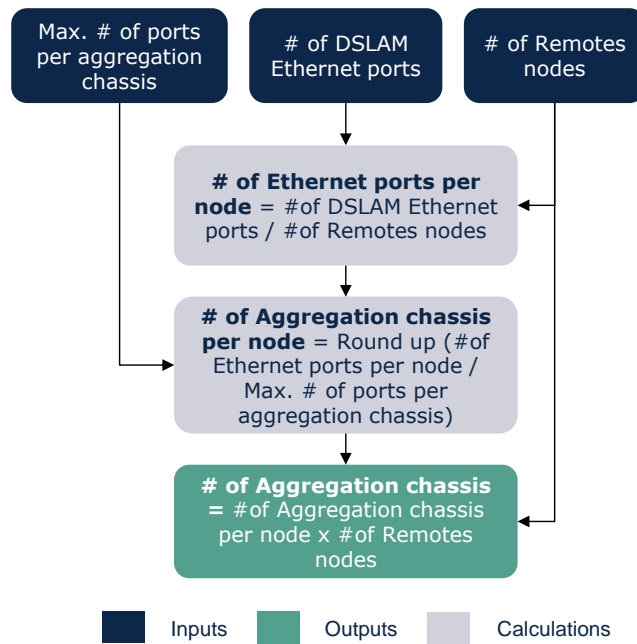 Max. # of ports
per aggregation
chassis
# of DSLAM
Ethernet ports
# of Remotes
nodes
# of Ethernet ports per
node = #of DSLAM Ethernet
ports / #of Remotes nodes
# of Aggregation chassis
per node = Round up (#of
Ethernet ports per node /
Max. # of ports per
aggregation chassis)
# of Aggregation chassis
= #of Aggregation chassis
per node x #of Remotes
nodes
Inputs
Outputs
Calculations